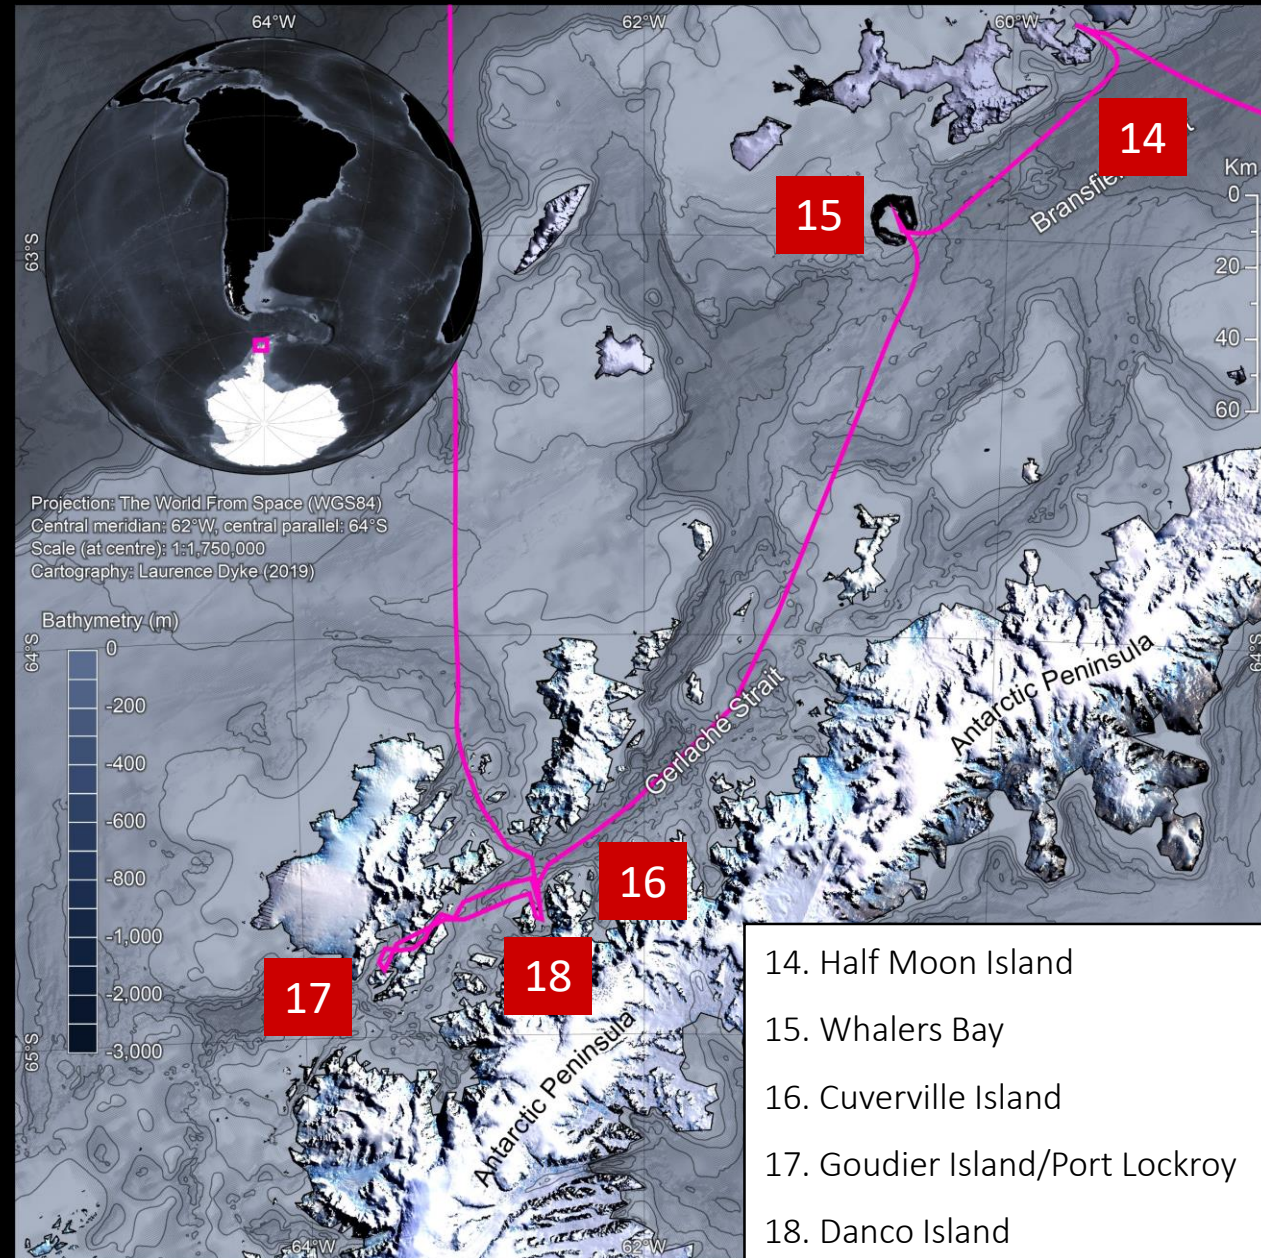 64°W
62°W
60°W
14
Km
0
20
40
60
15
63°S
Projection: The World From Space (WGS84)
Central meridian: 62°W, central parallel: 64°S
Scale (at centre): 1:1,750,000
Cartography: Laurence Dyke (2019)
Bathymetry (m)
0
-200
-400
-600
-800
-1,000
-2,000
-3,000
64°S
64°S
Antarctic Peninsula
Gerlache Strait
16
17
18
65°S
Antarctic Peninsula
64°W
62°W
14. Half Moon Island
15. Whalers Bay
16. Cuverville Island
17. Goudier Island/Port Lockroy
18. Danco Island